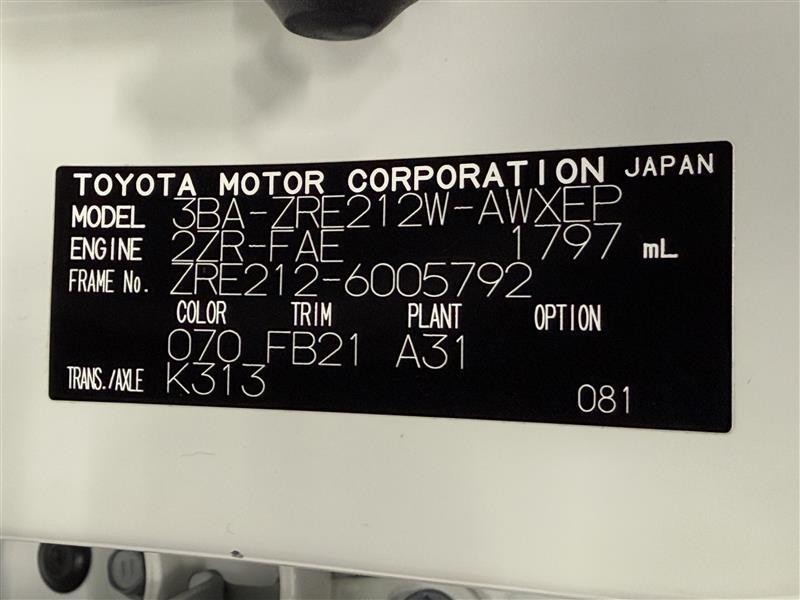 TOYOTA MOTOR CORPORATION JAPAN
MODEL 3BA-ZRE212W-AWXEP
ENGINE 2ZR-FAE 1797 mL
FRAME No. ZRE212-6005792
COLOR TRIM PLANT OPTION
070 FB21 A31
TRANS./AXLE K313
081